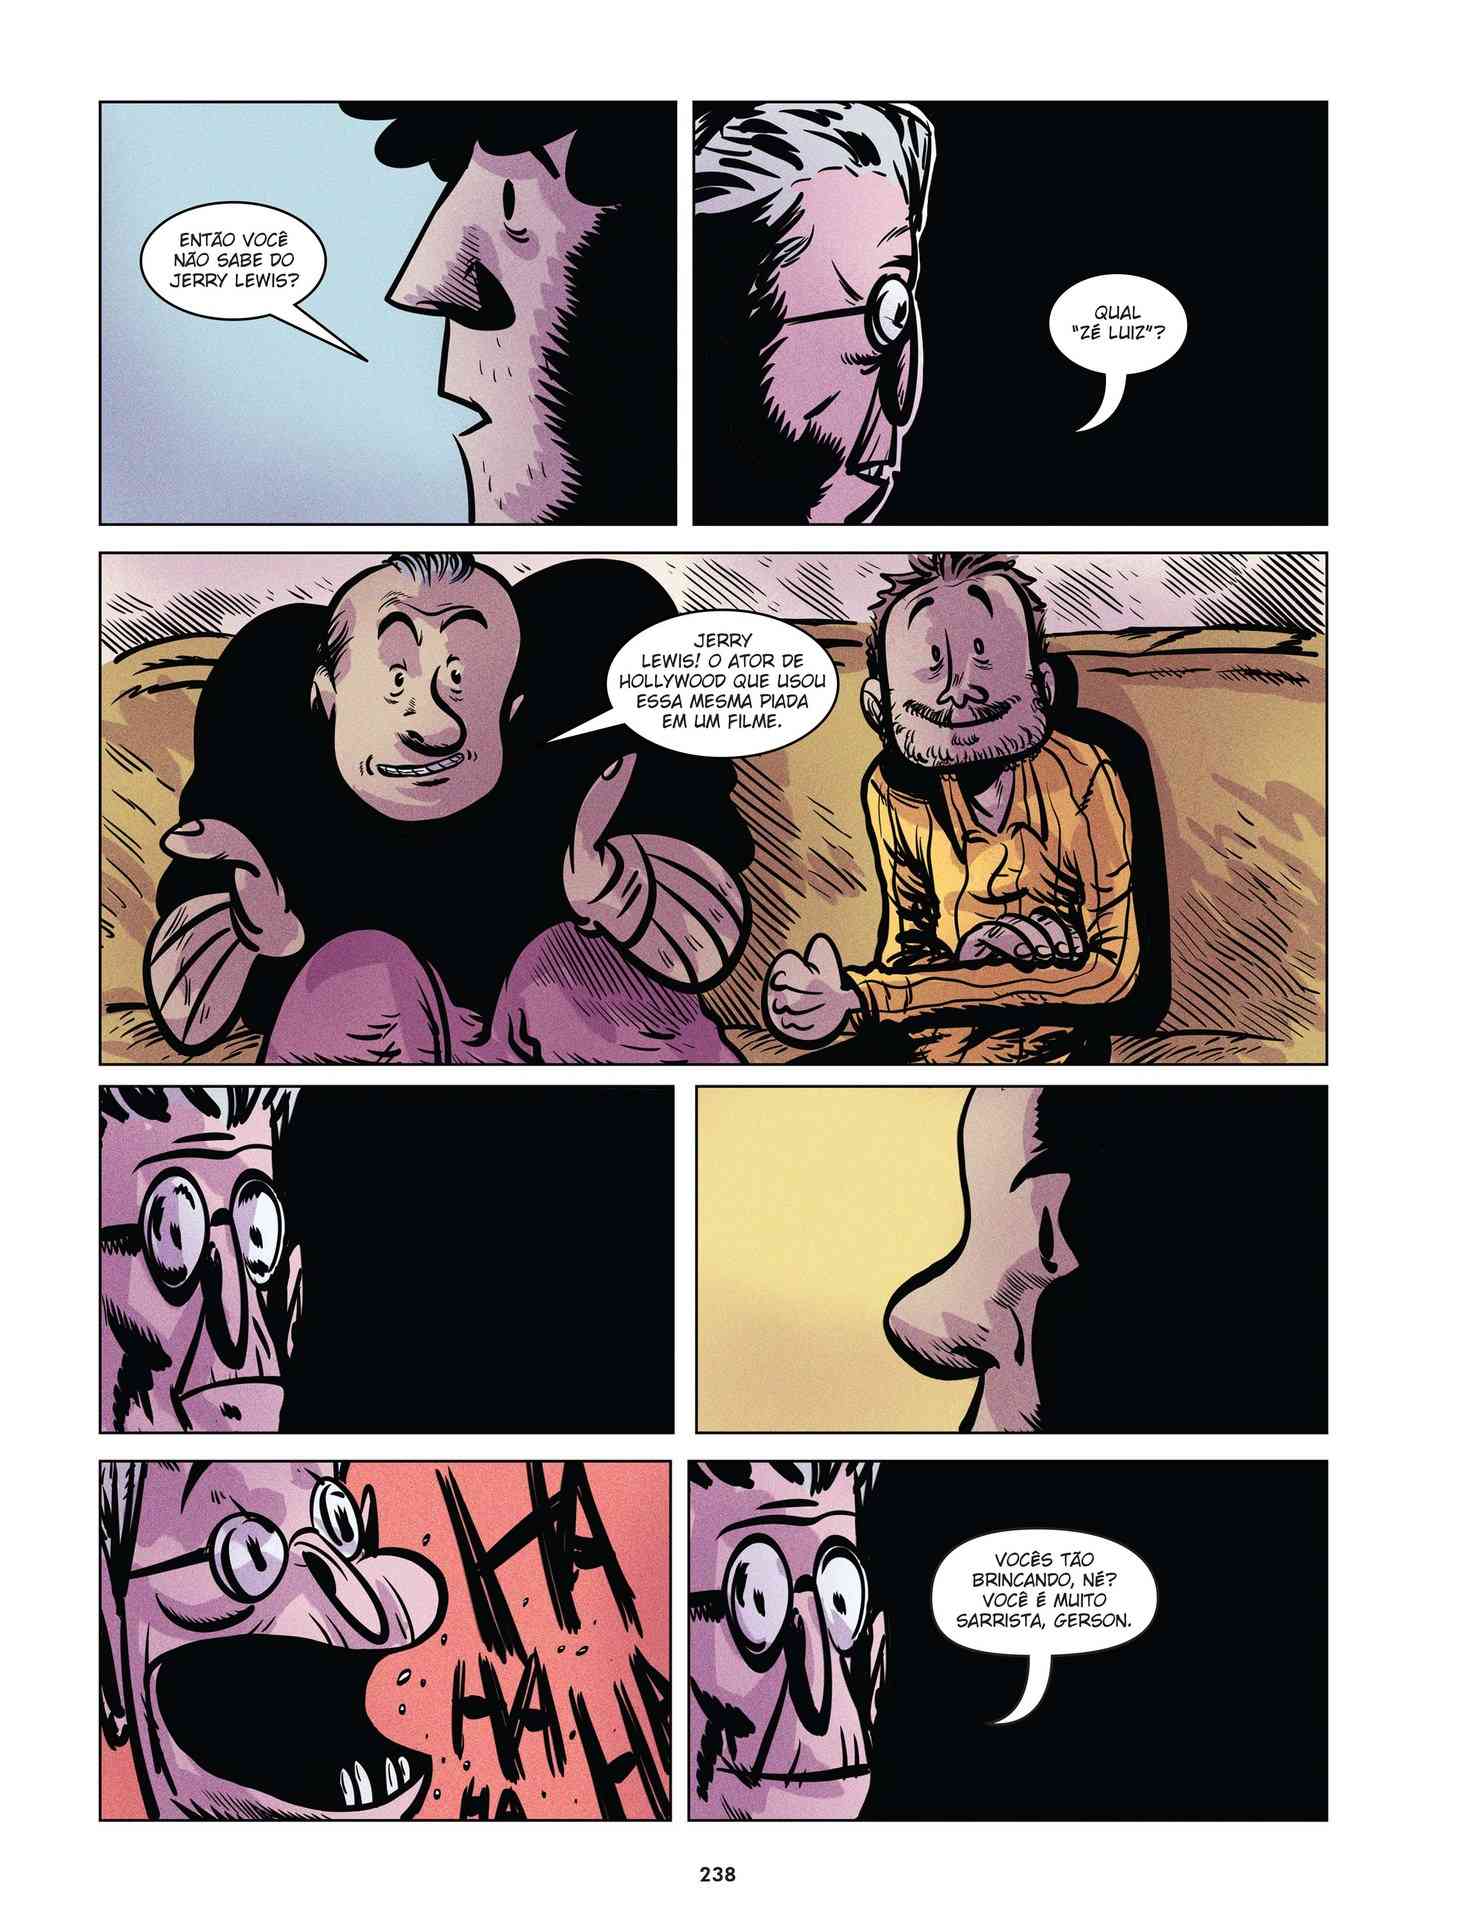 ENTÃO VOCÊ
NÃO SABE DO
JERRY LEWIS?
QUAL
"ZÉ LUIZ"?
JERRY
LEWIS! O ATOR DE
HOLLYWOOD QUE USOU
ESSA MESMA PIADA
EM UM FILME.
HA
HA
HA
HA
VOCÊS TÃO
BRINCANDO, NÉ?
VOCÊ É MUITO
SARRISTA, GERSON.
238